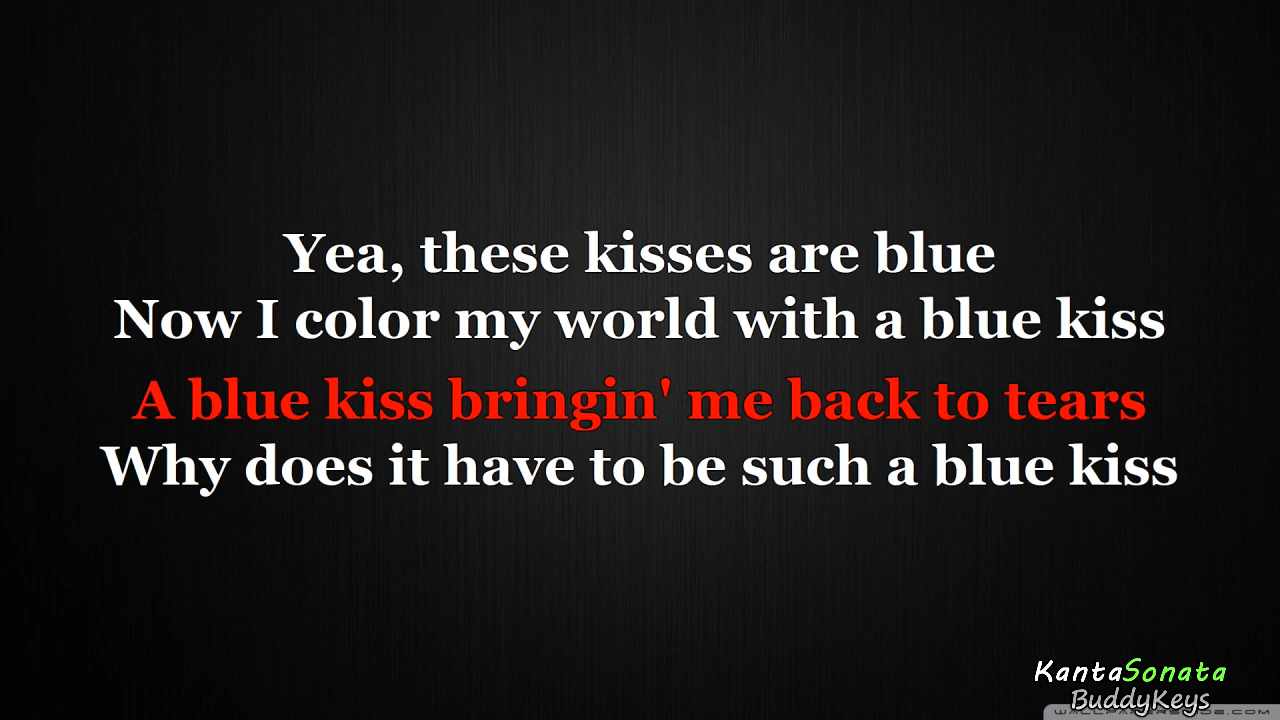 Yea, these kisses are blue
Now I color my world with a blue kiss
A blue kiss bringin' me back to tears
Why does it have to be such a blue kiss
KantaSonata
BuddyKeys